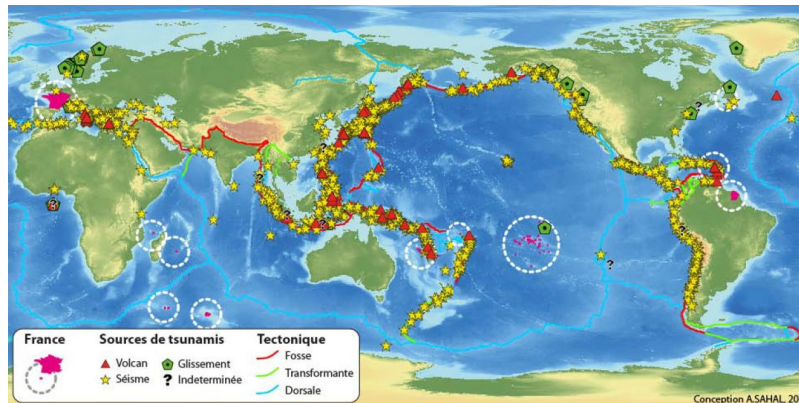 France
Sources de tsunamis
Tectonique
Volcan
Glissement
Séisme
? Indeterminée
Fosse
Transformante
Dorsale
Conception A.SAHAL, 20